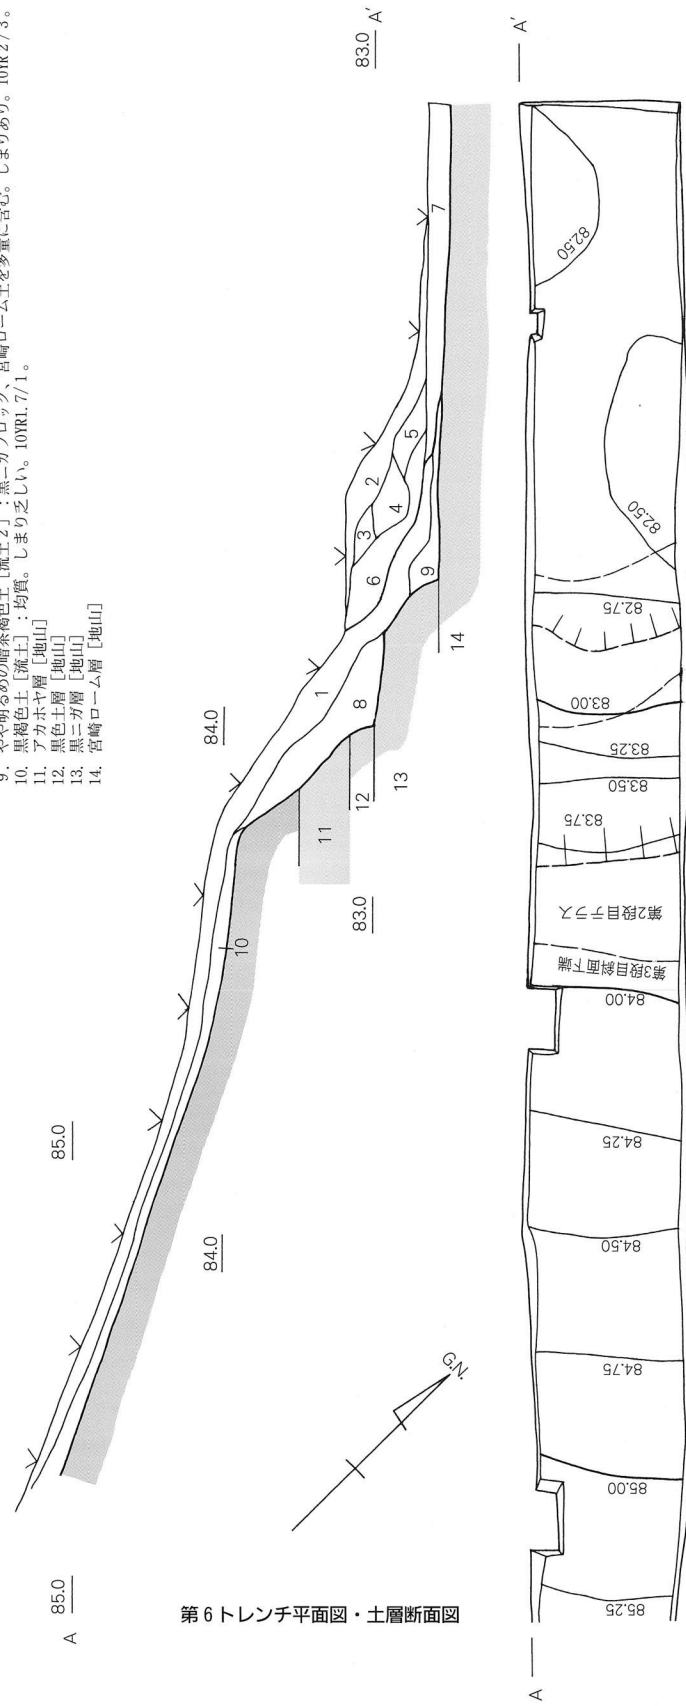 9. やや明るめの暗茶褐色土［流土2］：黒ニガブロック、宮崎ローム土を多量に含む。しまりあり。10YR2/3。
10. 黒褐色土［流土］：均質。しまり乏しい。10YR1.7/1。
11. アカホヤ層［地山］
12. 黒色土層［地山］
13. 黒ニガ層［地山］
14. 宮崎ローム層［地山］
A
85.0
85.0
84.0
84.0
83.0
83.0
A'
1
2
3
4
5
6
7
8
9
10
11
12
13
14
G.N.
A
A'
85.25
85.00
84.75
84.50
84.25
84.00
第3段目斜面下端
第2段目テラス
83.75
83.50
83.25
83.00
82.75
82.50
82.50
第6トレンチ平面図・土層断面図